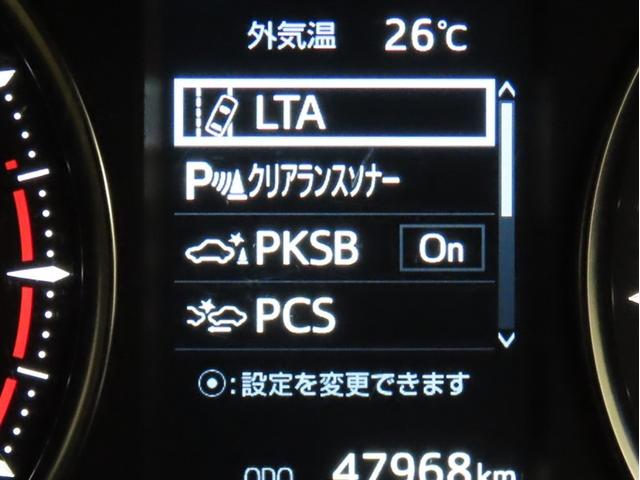 外気温 26℃
LTA
P クリアランスソナー
PKSB On
PCS
⦿:設定を変更できます
ODO 47968km